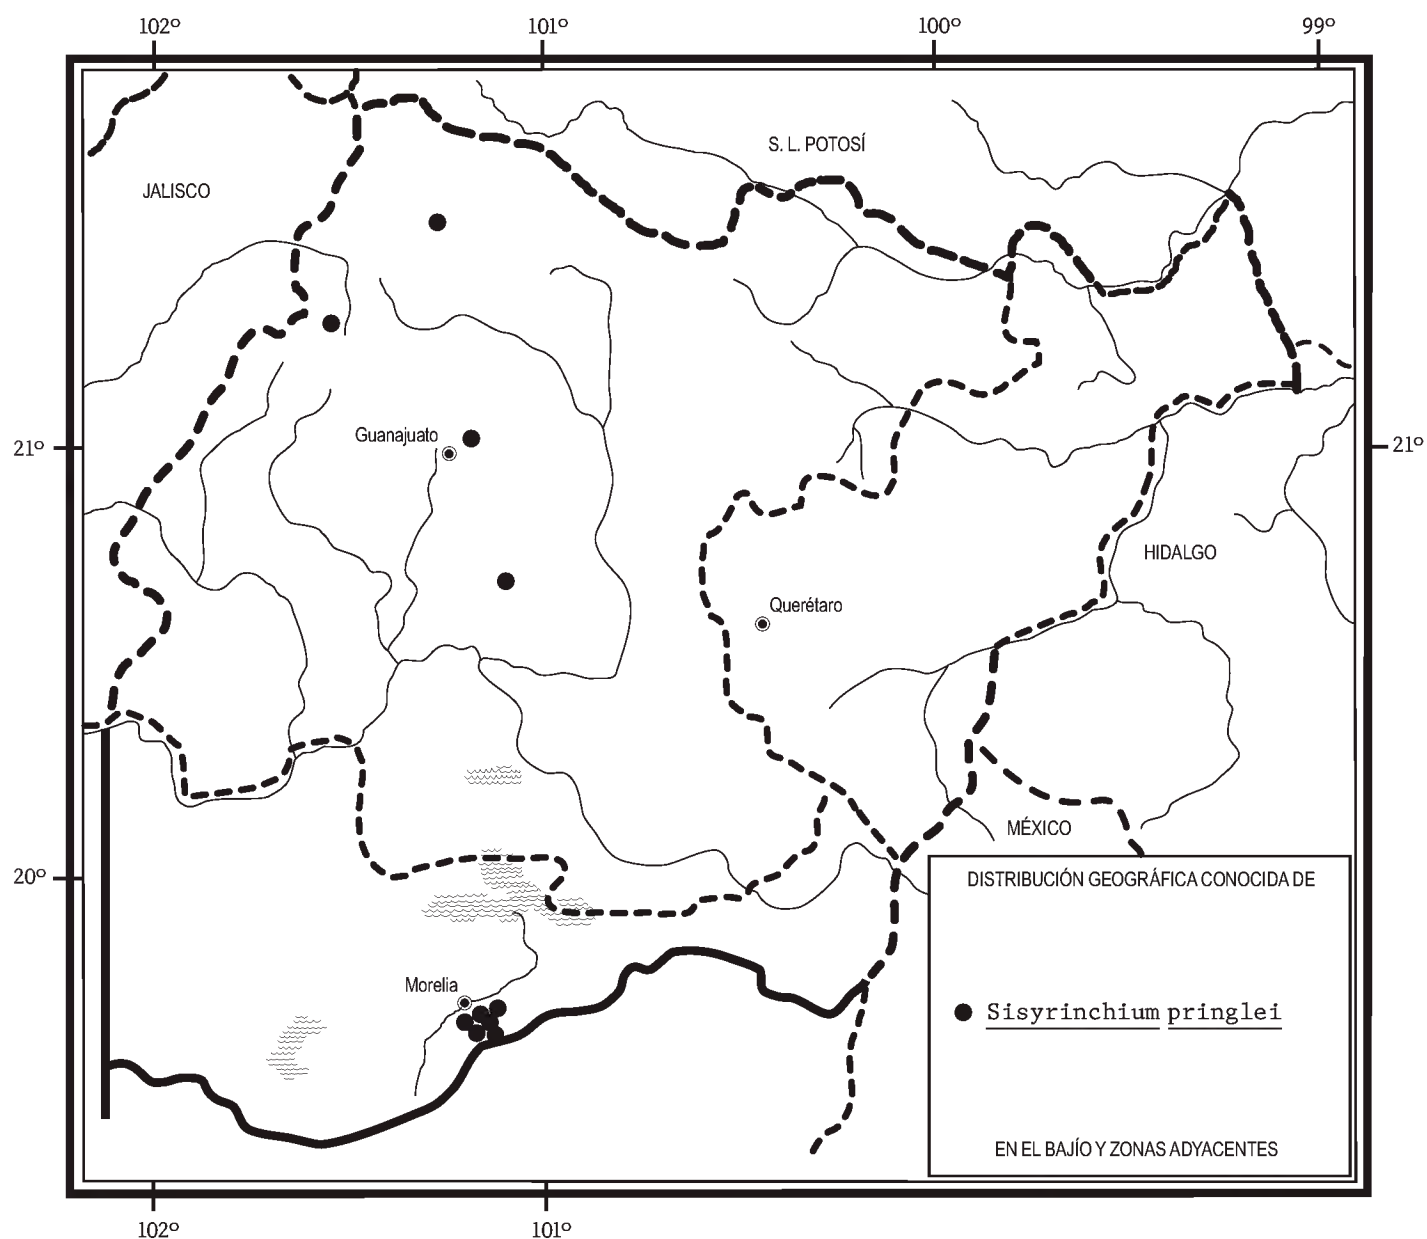 102º 101º 100º 99º
S. L. POTOSÍ
JALISCO
Guanajuato
21º
21º
HIDALGO
Querétaro
MÉXICO
20º
DISTRIBUCIÓN GEOGRÁFICA CONOCIDA DE
Morelia
Sisyrinchium pringlei
EN EL BAJÍO Y ZONAS ADYACENTES
102º 101º